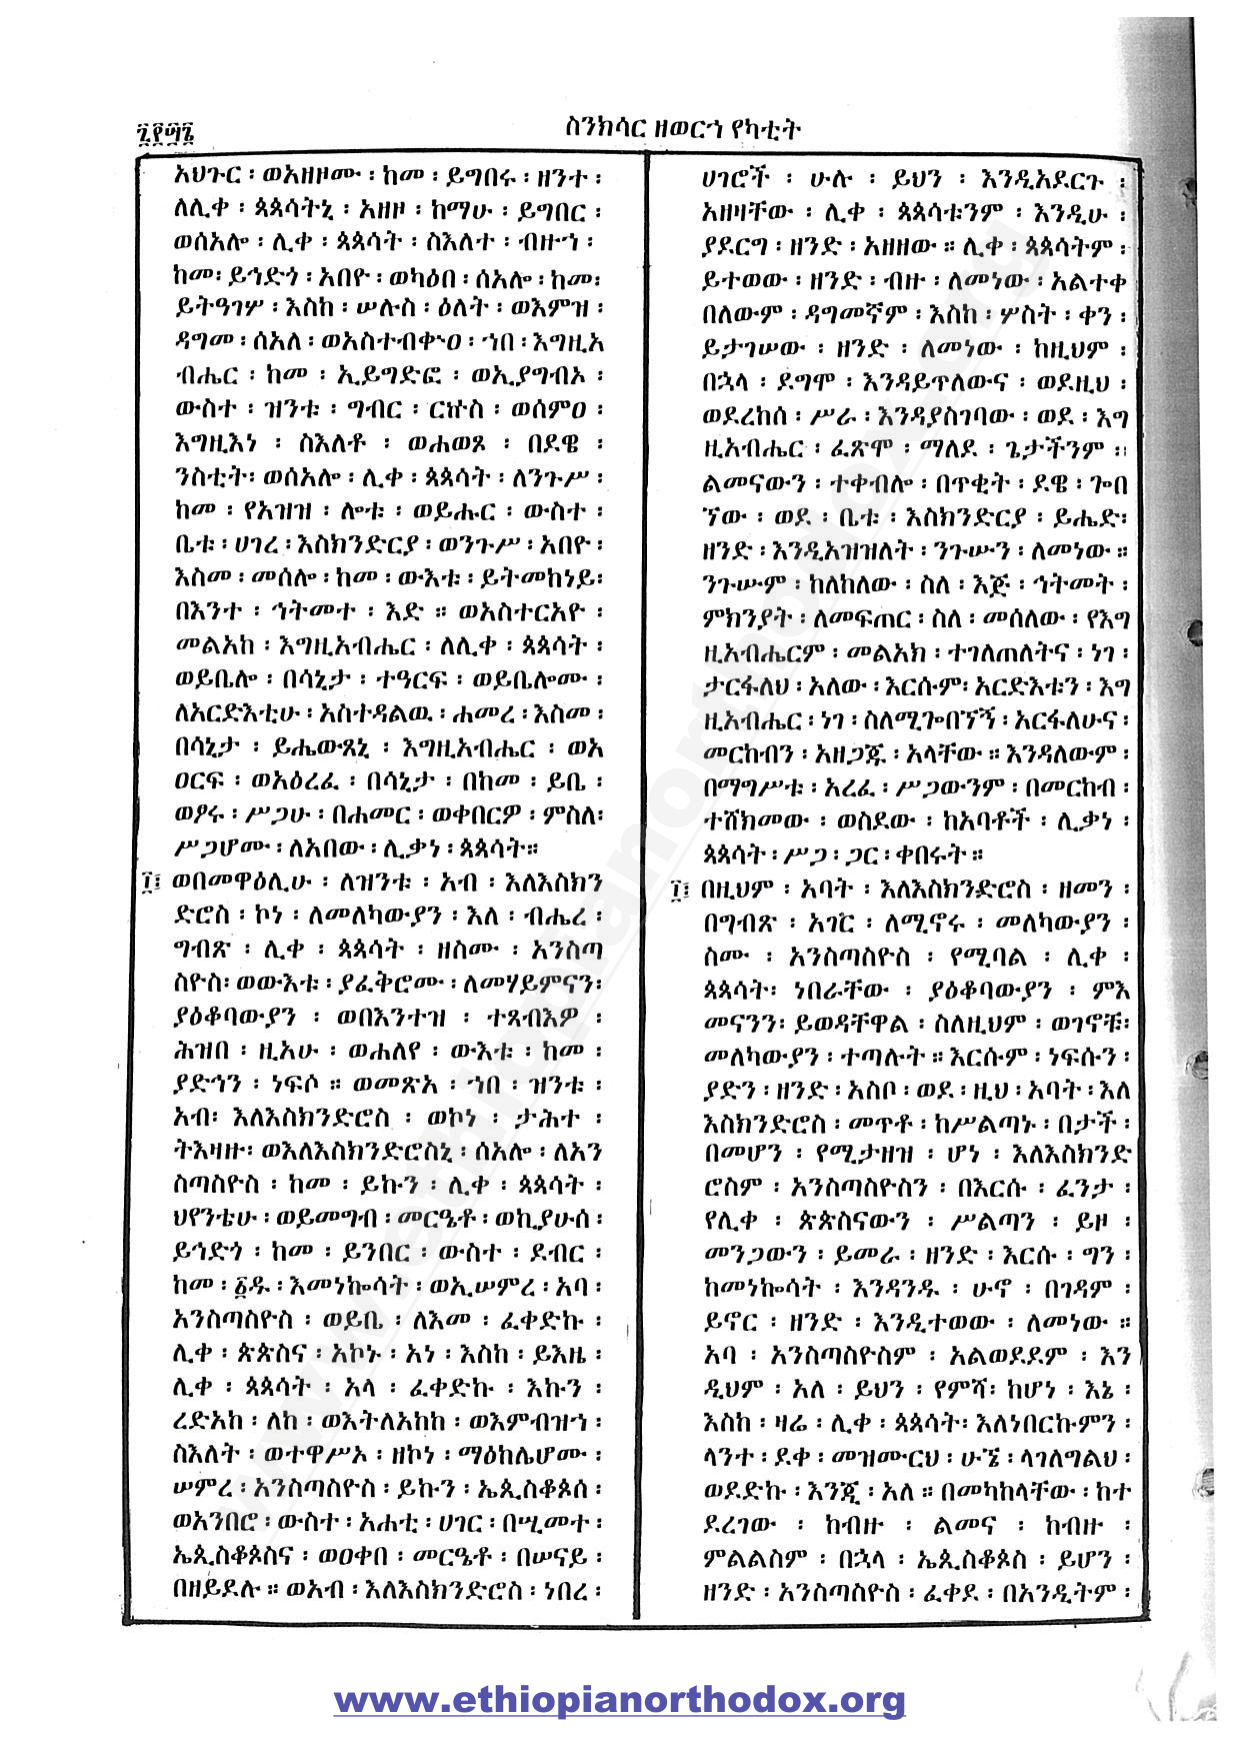 ፯፻፵፮
ስንክሳር ዘወርኀ የካቲት
አህጉር ፡ ወአዘዞሙ ፡ ከመ ፡ ይግበሩ ፡ ዘንተ ፡
ለሊቀ ፡ ጳጳሳትኒ ፡ አዘዞ ፡ ከማሁ ፡ ይግበር ፡
ወሰአሎ ፡ ሊቀ ፡ ጳጳሳት ፡ ስእለተ ፡ ብዙኀ ፡
ከመ፡ ይኅድጎ ፡ አበዮ ፡ ወካዕበ ፡ ሰአሎ ፡ ከመ፡
ይትዓገሦ ፡ እስከ ፡ ሠሉስ ፡ ዕለት ፡ ወእምዝ ፡
ዳግመ ፡ ሰአለ ፡ ወአስተብቍዐ ፡ ኀበ ፡ እግዚአ
ብሔር ፡ ከመ ፡ ኢይግድፎ ፡ ወኢያግብኦ ፡
ውስተ ፡ ዝንቱ ፡ ግብር ፡ ርኵስ ፡ ወሰምዐ ፡
እግዚእነ ፡ ስእለቶ ፡ ወሐወጾ ፡ በደዌ ፡
ንስቲት፡ ወሰአሎ ፡ ሊቀ ፡ ጳጳሳት ፡ ለንጉሥ ፡
ከመ ፡ የአዝዝ ፡ ሎቱ ፡ ወይሑር ፡ ውስተ ፡
ቤቱ ፡ ሀገረ ፡ እስክንድርያ ፡ ወንጉሥ ፡ አበዮ ፡
እስመ ፡ መሰሎ ፡ ከመ ፡ ውእቱ ፡ ይትመከነይ፡
በእንተ ፡ ኅትመተ ፡ እድ ። ወአስተርአዮ ፡
መልአከ ፡ እግዚአብሔር ፡ ለሊቀ ፡ ጳጳሳት ፡
ወይቤሎ ፡ በሳኒታ ፡ ተዓርፍ ፡ ወይቤሎሙ ፡
ለአርድእቲሁ ፡ አስተዳልዉ ፡ ሐመረ ፡ እስመ ፡
በሳኒታ ፡ ይሔውጸኒ ፡ እግዚአብሔር ፡ ወአ
ዐርፍ ፡ ወአዕረፈ ፡ በሳኒታ ፡ በከመ ፡ ይቤ ፡
ወፆሩ ፡ ሥጋሁ ፡ በሐመር ፡ ወቀበርዎ ፡ ምስለ፡
ሥጋሆሙ ፡ ለአበው ፡ ሊቃነ ፡ ጳጳሳት።
፲፤ ወበመዋዕሊሁ ፡ ለዝንቱ ፡ አብ ፡ እለእስክን
ድሮስ ፡ ኮነ ፡ ለመለካውያን ፡ እለ ፡ ብሔረ ፡
ግብጽ ፡ ሊቀ ፡ ጳጳሳት ፡ ዘስሙ ፡ አንስጣ
ስዮስ፡ ወውእቱ ፡ ያፈቅሮሙ ፡ ለመሃይምናን፡
ያዕቆባውያን ፡ ወበእንተዝ ፡ ተጻብእዎ ፡
ሕዝበ ፡ ዚአሁ ፡ ወሐለየ ፡ ውእቱ ፡ ከመ ፡
ያድኅን ፡ ነፍሶ ። ወመጽአ ፡ ኀበ ፡ ዝንቱ ፡
አብ፡ እለእስክንድሮስ ፡ ወኮነ ፡ ታሕተ ፡
ትእዛዙ፡ ወእለእስክንድሮስኒ ፡ ሰአሎ ፡ ለአን
ስጣስዮስ ፡ ከመ ፡ ይኩን ፡ ሊቀ ፡ ጳጳሳት ፡
ህየንቴሁ ፡ ወይመግብ ፡ መርዔቶ ፡ ወኪያሁሰ ፡
ይኅድጎ ፡ ከመ ፡ ይንበር ፡ ውስተ ፡ ደብር ፡
ከመ ፡ ፩ዱ ፡ እመነኰሳት ፡ ወኢሠምረ ፡ አባ ፡
አንስጣስዮስ ፡ ወይቤ ፡ ለእመ ፡ ፈቀድኩ ፡
ሊቀ ፡ ጵጵስና ፡ አኮኑ ፡ አነ ፡ እስከ ፡ ይእዜ ፡
ሊቀ ፡ ጳጳሳት ፡ አላ ፡ ፈቀድኩ ፡ እኩን ፡
ረድአከ ፡ ለከ ፡ ወእትለአከከ ፡ ወእምብዝኀ ፡
ስእለት ፡ ወተዋሥኦ ፡ ዘኮነ ፡ ማዕከሌሆሙ ፡
ሠምረ ፡ አንስጣስዮስ ፡ ይኩን ፡ ኤጲስቆጶሰ ፡
ወአንበሮ ፡ ውስተ ፡ አሐቲ ፡ ሀገር ፡ በሢመተ ፡
ኤጲስቆጶስና ፡ ወዐቀበ ፡ መርዔቶ ፡ በሠናይ ፡
በዘይደሉ ። ወአብ ፡ እለእስክንድሮስ ፡ ነበረ ፡
ሀገሮች ፡ ሁሉ ፡ ይህን ፡ እንዲአደርጉ ፡
አዘዛቸው ፡ ሊቀ ፡ ጳጳሳቱንም ፡ እንዲሁ ፡
ያደርግ ፡ ዘንድ ፡ አዘዘው ። ሊቀ ፡ ጳጳሳትም ፡
ይተወው ፡ ዘንድ ፡ ብዙ ፡ ለመነው ፡ አልተቀ
በለውም ፡ ዳግመኛም ፡ እስከ ፡ ሦስት ፡ ቀን ፡
ይታገሠው ፡ ዘንድ ፡ ለመነው ፡ ከዚህም ፡
በኋላ ፡ ደግሞ ፡ እንዳይጥለውና ፡ ወደዚህ ፡
ወደረከሰ ፡ ሥራ ፡ እንዳያስገባው ፡ ወደ ፡ እግ
ዚአብሔር ፡ ፈጽሞ ፡ ማለደ ፡ ጌታችንም ፡
ልመናውን ፡ ተቀብሎ ፡ በጥቂት ፡ ደዌ ፡ ጐበ
ኘው ፡ ወደ ፡ ቤቱ ፡ እስክንድርያ ፡ ይሔድ፡
ዘንድ ፡ እንዲአዝዝለት ፡ ንጉሡን ፡ ለመነው ።
ንጉሡም ፡ ከለከለው ፡ ስለ ፡ እጅ ፡ ኅትመት ፡
ምክንያት ፡ ለመፍጠር ፡ ስለ ፡ መሰለው ፡ የእግ
ዚአብሔርም ፡ መልአክ ፡ ተገለጠለትና ፡ ነገ ፡
ታርፋለህ ፡ አለው ፡ እርሱም፡ አርድእቱን ፡ እግ
ዚአብሔር ፡ ነገ ፡ ስለሚጐበኘኝ ፡ አርፋለሁና ፡
መርከብን ፡ አዘጋጁ ፡ አላቸው ። እንዳለውም ፡
በማግሥቱ ፡ አረፈ ፡ ሥጋውንም ፡ በመርከብ ፡
ተሸክመው ፡ ወስደው ፡ ከአባቶች ፡ ሊቃነ ፡
ጳጳሳት ፡ ሥጋ ፡ ጋር ፡ ቀበሩት ።
፲፤ በዚህም ፡ አባት ፡ እለእስክንድሮስ ፡ ዘመን ፡
በግብጽ ፡ አገር ፡ ለሚኖሩ ፡ መለካውያን ፡
ስሙ ፡ አንስጣስዮስ ፡ የሚባል ፡ ሊቀ ፡
ጳጳሳት፡ ነበራቸው ፡ ያዕቆባውያን ፡ ምእ
መናንን፡ ይወዳቸዋል ፡ ስለዚህም ፡ ወገኖቹ፡
መለካውያን ፡ ተጣሉት ። እርሱም ፡ ነፍሱን ፡
ያድን ፡ ዘንድ ፡ አስቦ ፡ ወደ ፡ ዚህ ፡ አባት ፡ እለ
እስክንድሮስ ፡ መጥቶ ፡ ከሥልጣኑ ፡ በታች ፡
በመሆን ፡ የሚታዘዝ ፡ ሆነ ፡ እለእስክንድ
ሮስም ፡ አንስጣስዮስን ፡ በእርሱ ፡ ፈንታ ፡
የሊቀ ፡ ጵጵስናውን ፡ ሥልጣን ፡ ይዞ ፡
መንጋውን ፡ ይመራ ፡ ዘንድ ፡ እርሱ ፡ ግን ፡
ከመነኰሳት ፡ እንዳንዱ ፡ ሁኖ ፡ በገዳም ፡
ይኖር ፡ ዘንድ ፡ እንዲተወው ፡ ለመነው ።
አባ ፡ አንስጣስዮስም ፡ አልወደደም ፡ እን
ዲህም ፡ አለ ፡ ይህን ፡ የምሻ፡ ከሆነ ፡ እኔ ፡
እስከ ፡ ዛሬ ፡ ሊቀ ፡ ጳጳሳት፡ እለነበርኩምን ፡
ላንተ ፡ ደቀ ፡ መዝሙርህ ፡ ሁኜ ፡ ላገለግልህ ፡
ወደድኩ ፡ እንጂ ፡ አለ ። በመካከላቸው ፡ ከተ
ደረገው ፡ ከብዙ ፡ ልመና ፡ ከብዙ ፡
ምልልስም ፡ በኋላ ፡ ኤጲስቆጶስ ፡ ይሆን ፡
ዘንድ ፡ አንስጣስዮስ ፡ ፈቀደ ፡ በአንዲትም ፡
www.ethiopianorthodox.org
www.ethiopianorthodox.org